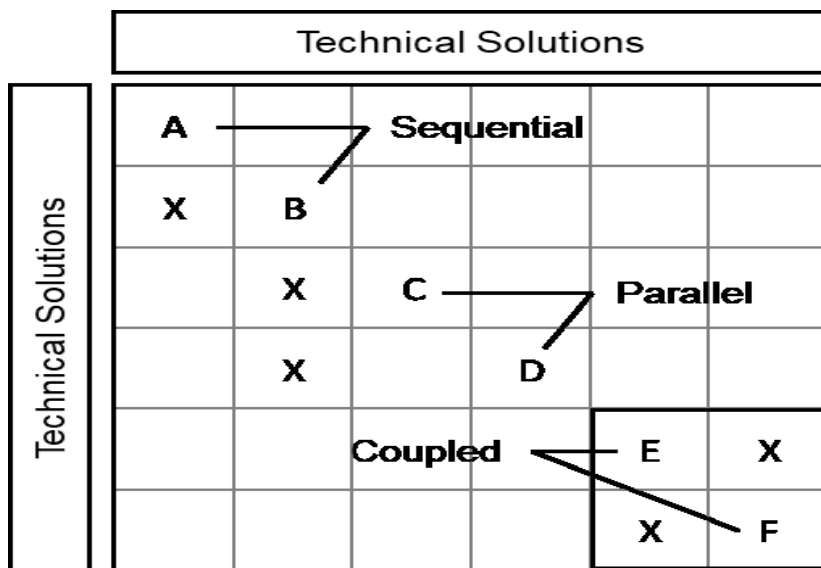 Technical Solutions
Technical Solutions
A Sequential
X B
X C Parallel
X D
Coupled E X
X F